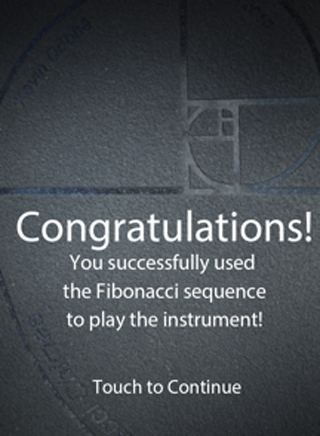 Congratulations!
You successfully used
the Fibonacci sequence
to play the instrument!
Touch to Continue